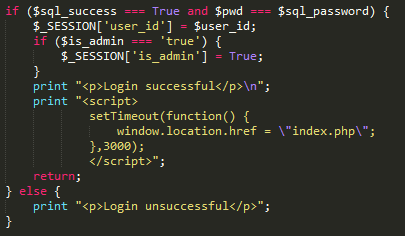 if ($sql_success === True and $pwd === $sql_password) {
$_SESSION['user_id'] = $user_id;
if ($is_admin === 'true') {
$_SESSION['is_admin'] = True;
}
print "<p>Login successful</p>\n";
print "<script>
setTimeout(function() {
window.location.href = \"index.php\";
},3000);
</script>";
return;
} else {
print "<p>Login unsuccessful</p>";
}